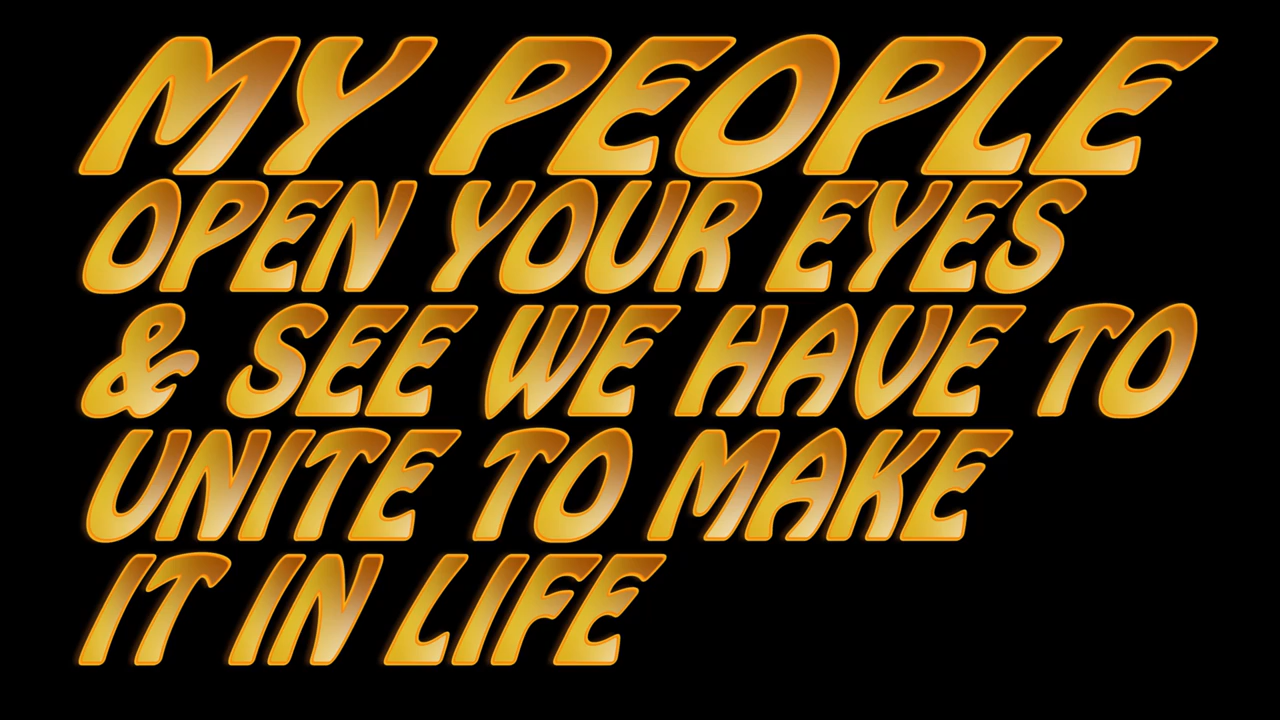 MY PEOPLE
OPEN YOUR EYES
& SEE WE HAVE TO
UNITE TO MAKE
IT IN LIFE